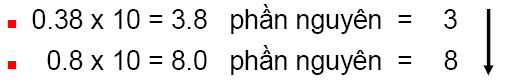 0.38 x 10 = 3.8 phần nguyên = 3
0.8 x 10 = 8.0 phần nguyên = 8